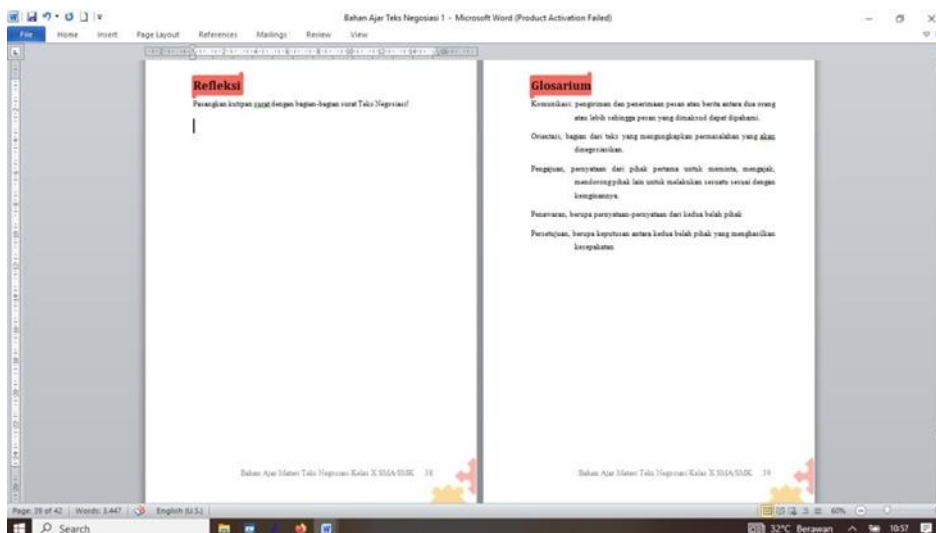 Bahan Ajar Teks Negosiasi 1 - Microsoft Word (Product Activation Failed)
File Home Insert Page Layout References Mailings Review View
Refleksi
Pasangkan kutipan surat dengan bagian-bagian surat Teks Negosiasi!
Bahan Ajar Materi Teks Negosiasi Kelas X SMA/SMK 38
Glosarium
Komunikasi: pengiriman dan penerimaan pesan atau berita antara dua orang
atau lebih sehingga pesan yang dimaksud dapat dipahami.
Orientasi, bagian dari teks yang mengungkapkan permasalahan yang akan
dinegosiasikan.
Pengajuan, pernyataan dari pihak pertama untuk meminta, mengajak,
mendorong pihak lain untuk melakukan sesuatu sesuai dengan
keinginannya.
Penawaran, berupa pernyataan-pernyataan dari kedua belah pihak
Persetujuan, berupa keputusan antara kedua belah pihak yang menghasilkan
kesepakatan
Bahan Ajar Materi Teks Negosiasi Kelas X SMA/SMK 39
Page: 39 of 42 Words: 3.447 English (U.S.) 60%
Search 32°C Berawan 10:57